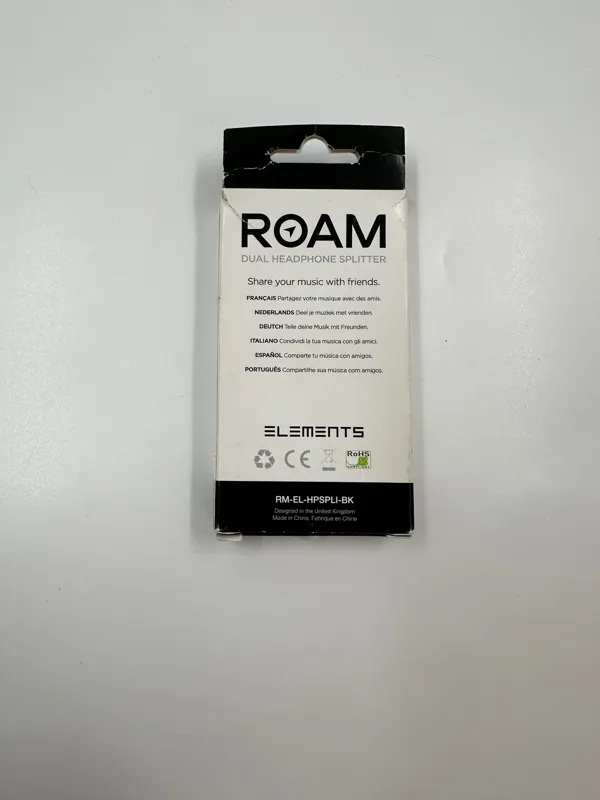 ROAM
DUAL HEADPHONE SPLITTER
Share your music with friends.
FRANÇAIS Partagez votre musique avec des amis.
NEDERLANDS Deel je muziek met vrienden.
DEUTCH Teile deine Musik mit Freunden.
ITALIANO Condividi la tua musica con gli amici.
ESPAÑOL Comparte tu música con amigos.
PORTUGUÊS Compartilhe sua música com amigos.
ELEMENTS
CE RoHS
COMPLIANT
RM-EL-HPSPLI-BK
Designed in the United Kingdom
Made in China. Fabriqué en Chine